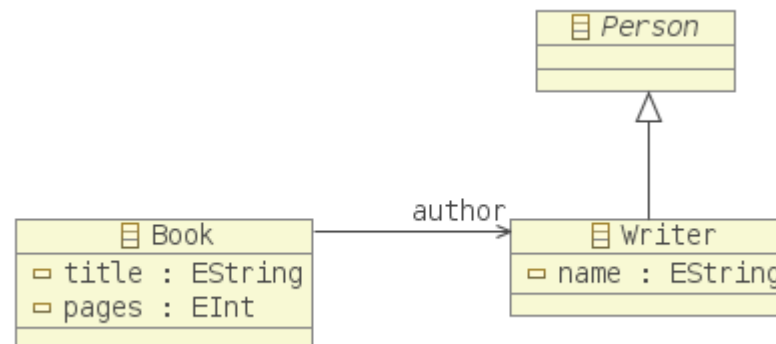 Person
author
Book
title : EString
pages : EInt
Writer
name : EString